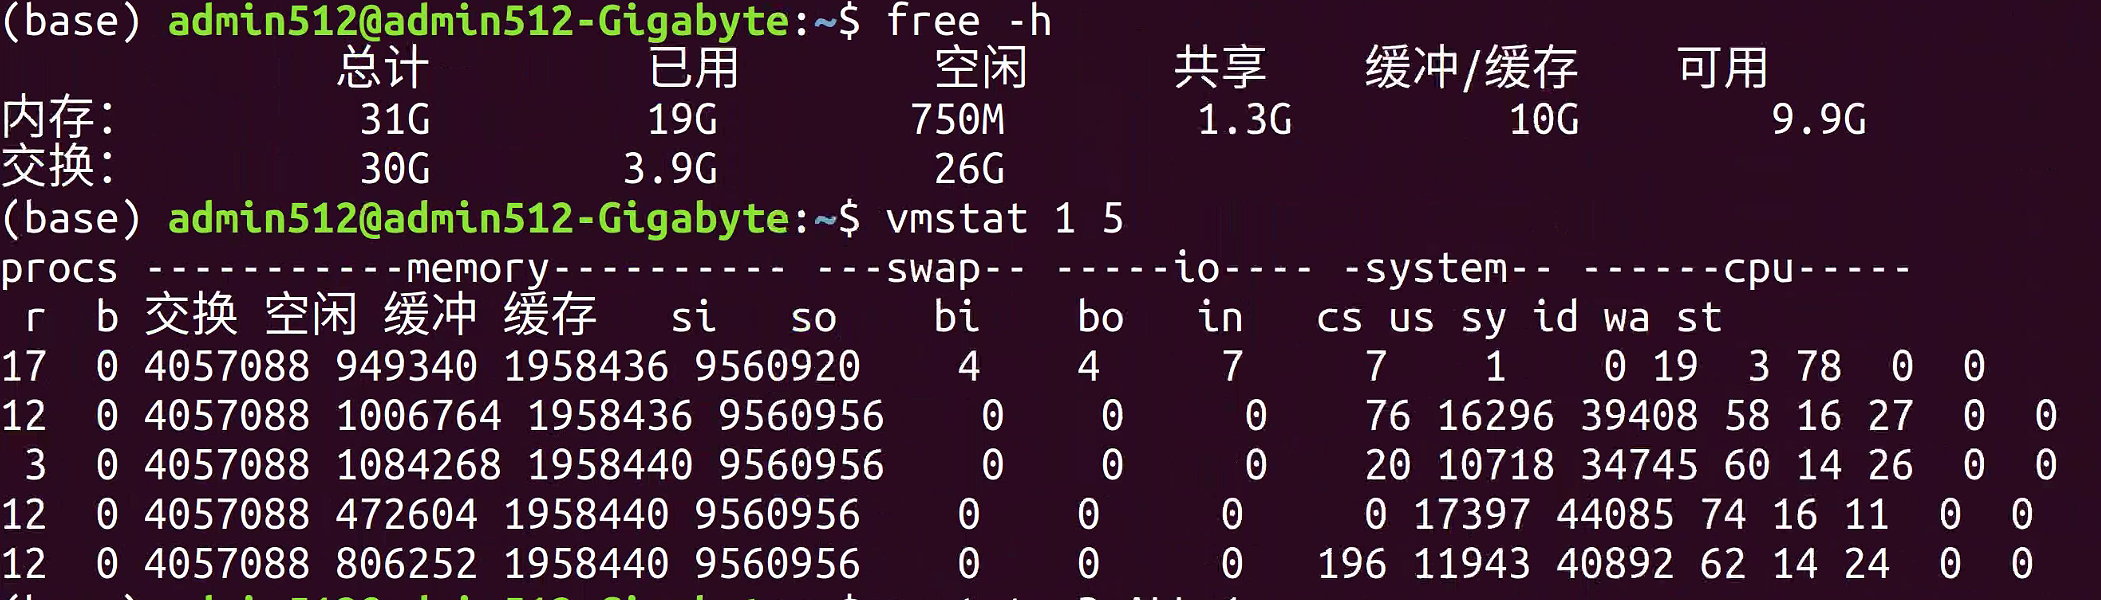 (base) admin512@admin512-Gigabyte:~$ free -h
总计 已用 空闲 共享 缓冲/缓存 可用
内存: 31G 19G 750M 1.3G 10G 9.9G
交换: 30G 3.9G 26G
(base) admin512@admin512-Gigabyte:~$ vmstat 1 5
procs -----------memory---------- ---swap-- -----io---- -system-- ------cpu-----
r b 交换 空闲 缓冲 缓存 si so bi bo in cs us sy id wa st
17 0 4057088 949340 1958436 9560920 4 4 7 7 1 0 19 3 78 0 0
12 0 4057088 1006764 1958436 9560956 0 0 0 76 16296 39408 58 16 27 0 0
3 0 4057088 1084268 1958440 9560956 0 0 0 20 10718 34745 60 14 26 0 0
12 0 4057088 472604 1958440 9560956 0 0 0 0 17397 44085 74 16 11 0 0
12 0 4057088 806252 1958440 9560956 0 0 0 196 11943 40892 62 14 24 0 0